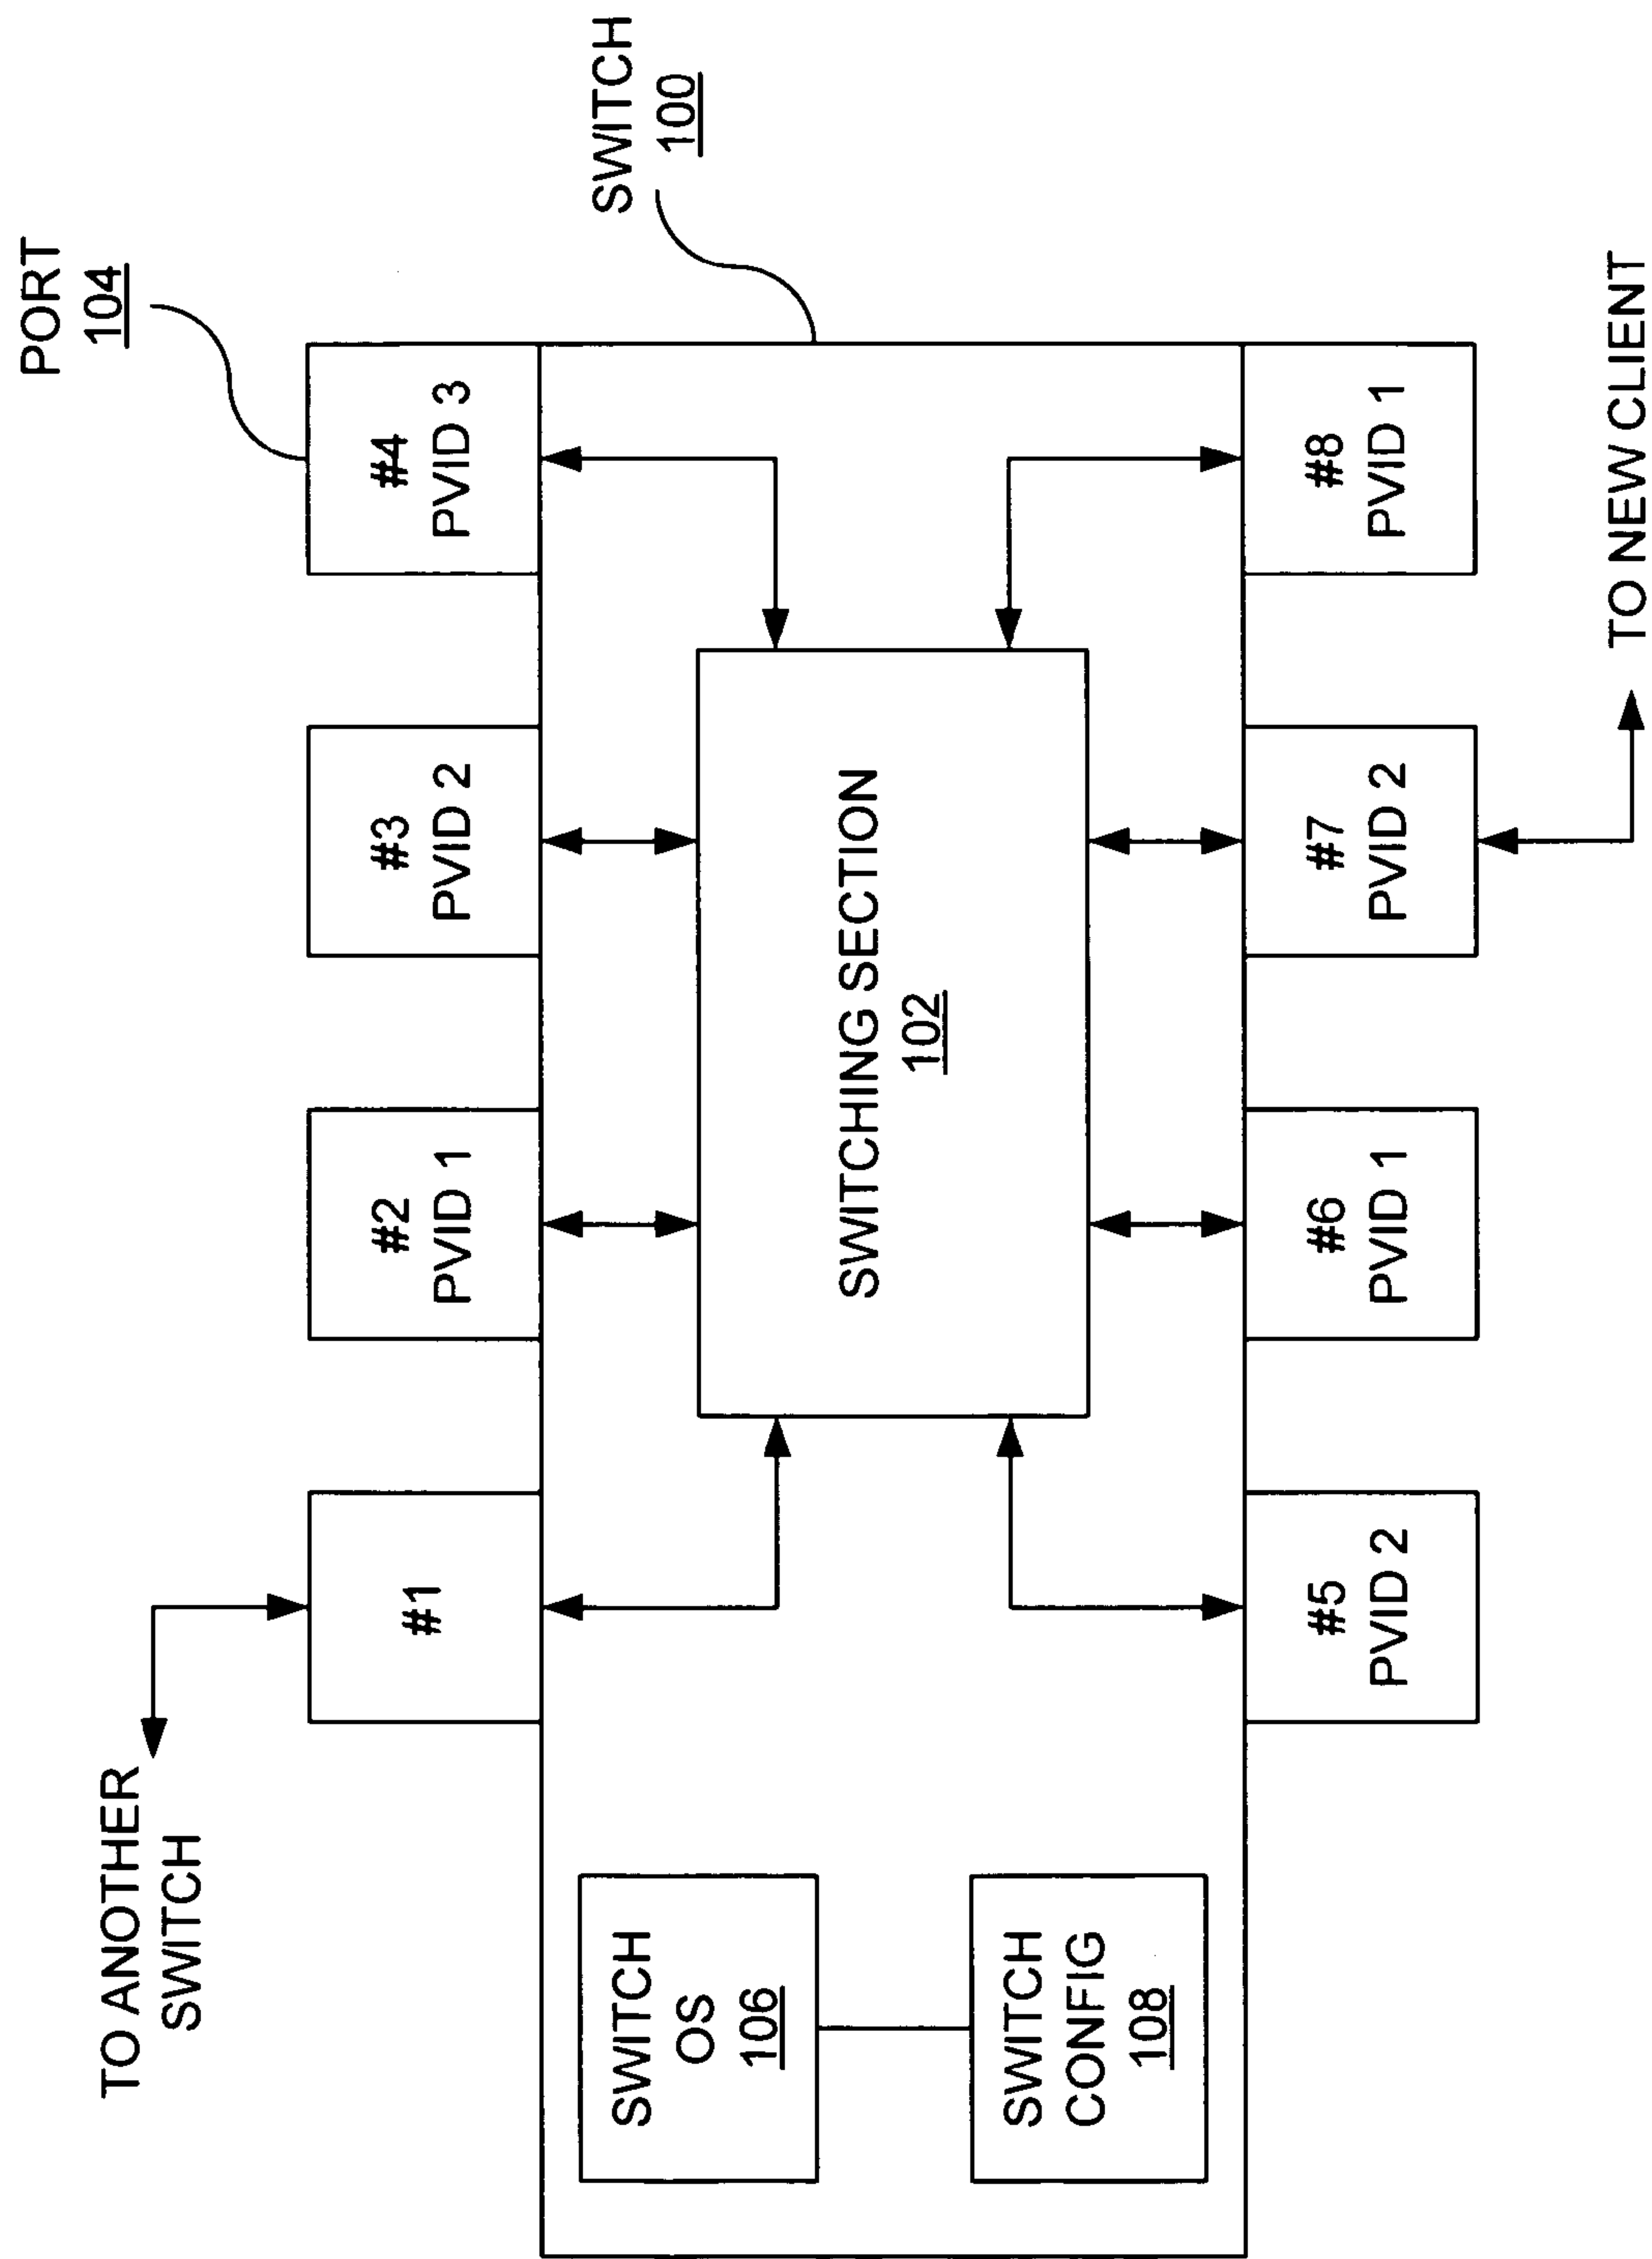 PORT
104
SWITCH
100
TO ANOTHER
SWITCH
#1
#2
PVID 1
#3
PVID 2
#4
PVID 3
SWITCH
OS
106
SWITCHING SECTION
102
SWITCH
CONFIG
108
#5
PVID 2
#6
PVID 1
#7
PVID 2
#8
PVID 1
TO NEW CLIENT